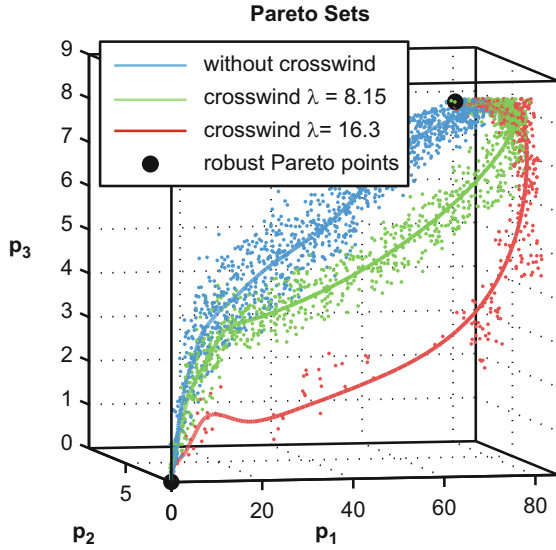 Pareto Sets
9
8
7
6
5
4
3
2
1
0
p3
without crosswind
crosswind λ = 8.15
crosswind λ= 16.3
robust Pareto points
5
0
0
20
40
60
80
p2
p1